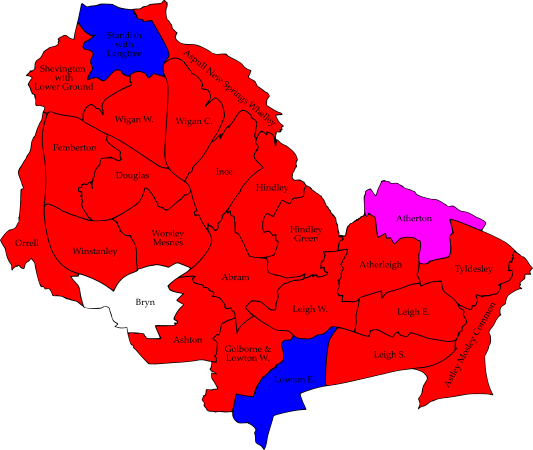 Standish
with
Langtree
Aspull New Springs Whelley
Shevington
with
Lower Ground
Wigan W.
Wigan C.
Pemberton
Douglas
Ince
Hindley
Atherton
Orrell
Winstanley
Worsley
Mesnes
Hindley
Green
Atherleigh
Tyldesley
Abram
Bryn
Leigh W.
Leigh E.
Astley Mosley Common
Ashton
Golborne &
Lowton W.
Leigh S.
Lowton E.